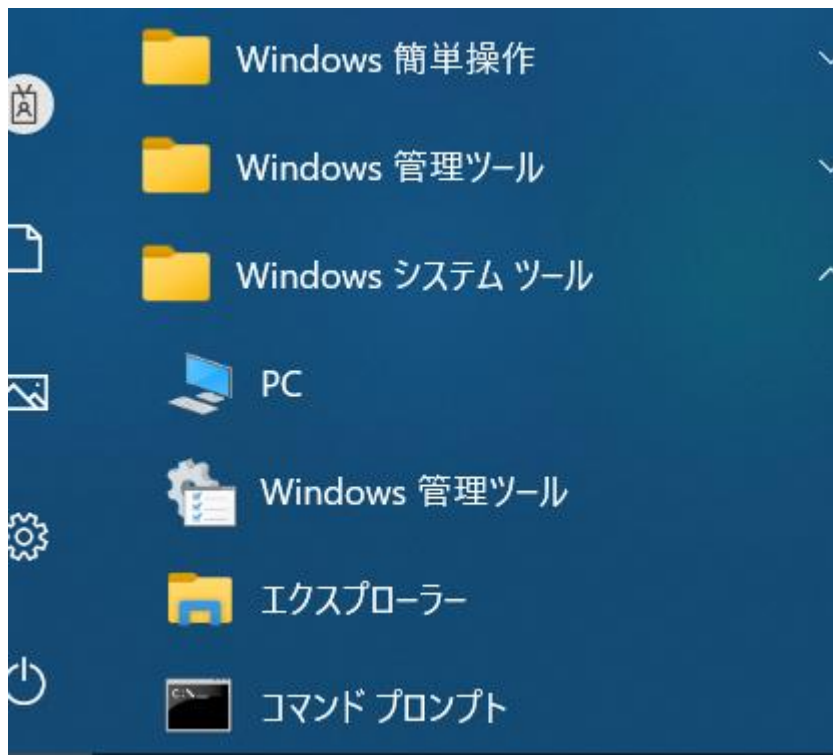 Windows 簡単操作
Windows 管理ツール
Windows システム ツール
PC
Windows 管理ツール
エクスプローラー
C:\
コマンド プロンプト